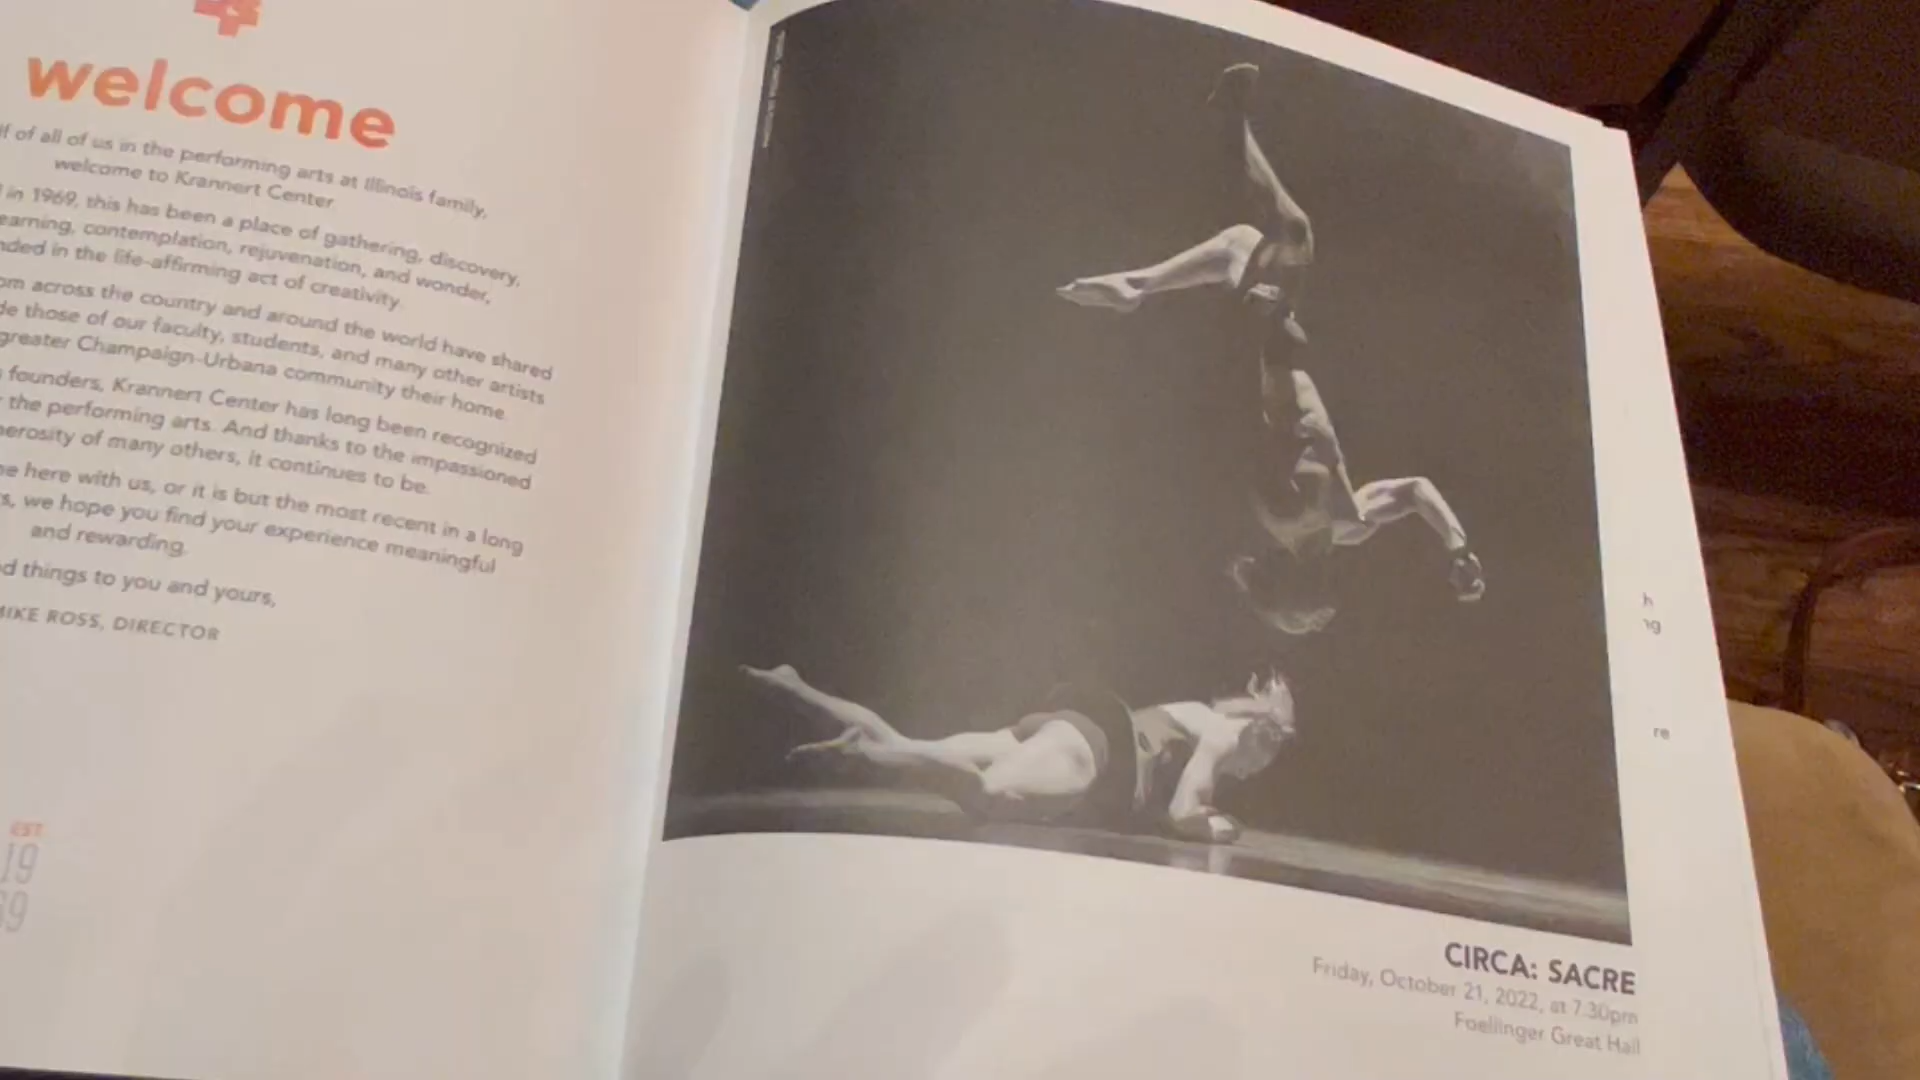 welcome
of all of us in the performing arts at Illinois family,
welcome to Krannert Center.
in 1969, this has been a place of gathering, discovery,
contemplation, rejuvenation, and wonder,
in the life-affirming act of creativity.
across the country and around the world have shared
those of our faculty, students, and many other artists
greater Champaign-Urbana community their home.
founders, Krannert Center has long been recognized
the performing arts. And thanks to the impassioned
of many others, it continues to be.
here with us, or it is but the most recent in a long
we hope you find your experience meaningful
and rewarding.
things to you and yours,
MIKE ROSS, DIRECTOR
EST.
19
69
CIRCA: SACRE
Friday, October 21, 2022, at 7:30pm
Foellinger Great Hall
h
ng
re